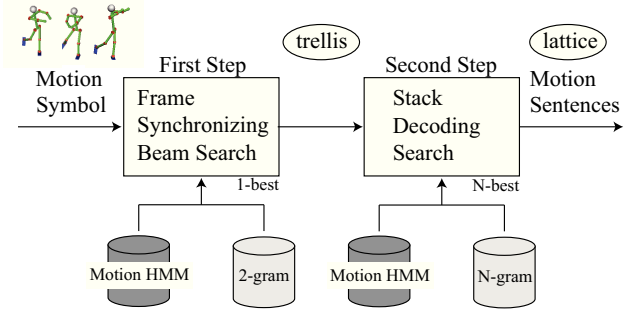 trellis
lattice
First Step
Second Step
Motion
Symbol
Frame
Synchronizing
Beam Search
Stack
Decoding
Search
Motion
Sentences
1-best
N-best
Motion HMM
2-gram
Motion HMM
N-gram